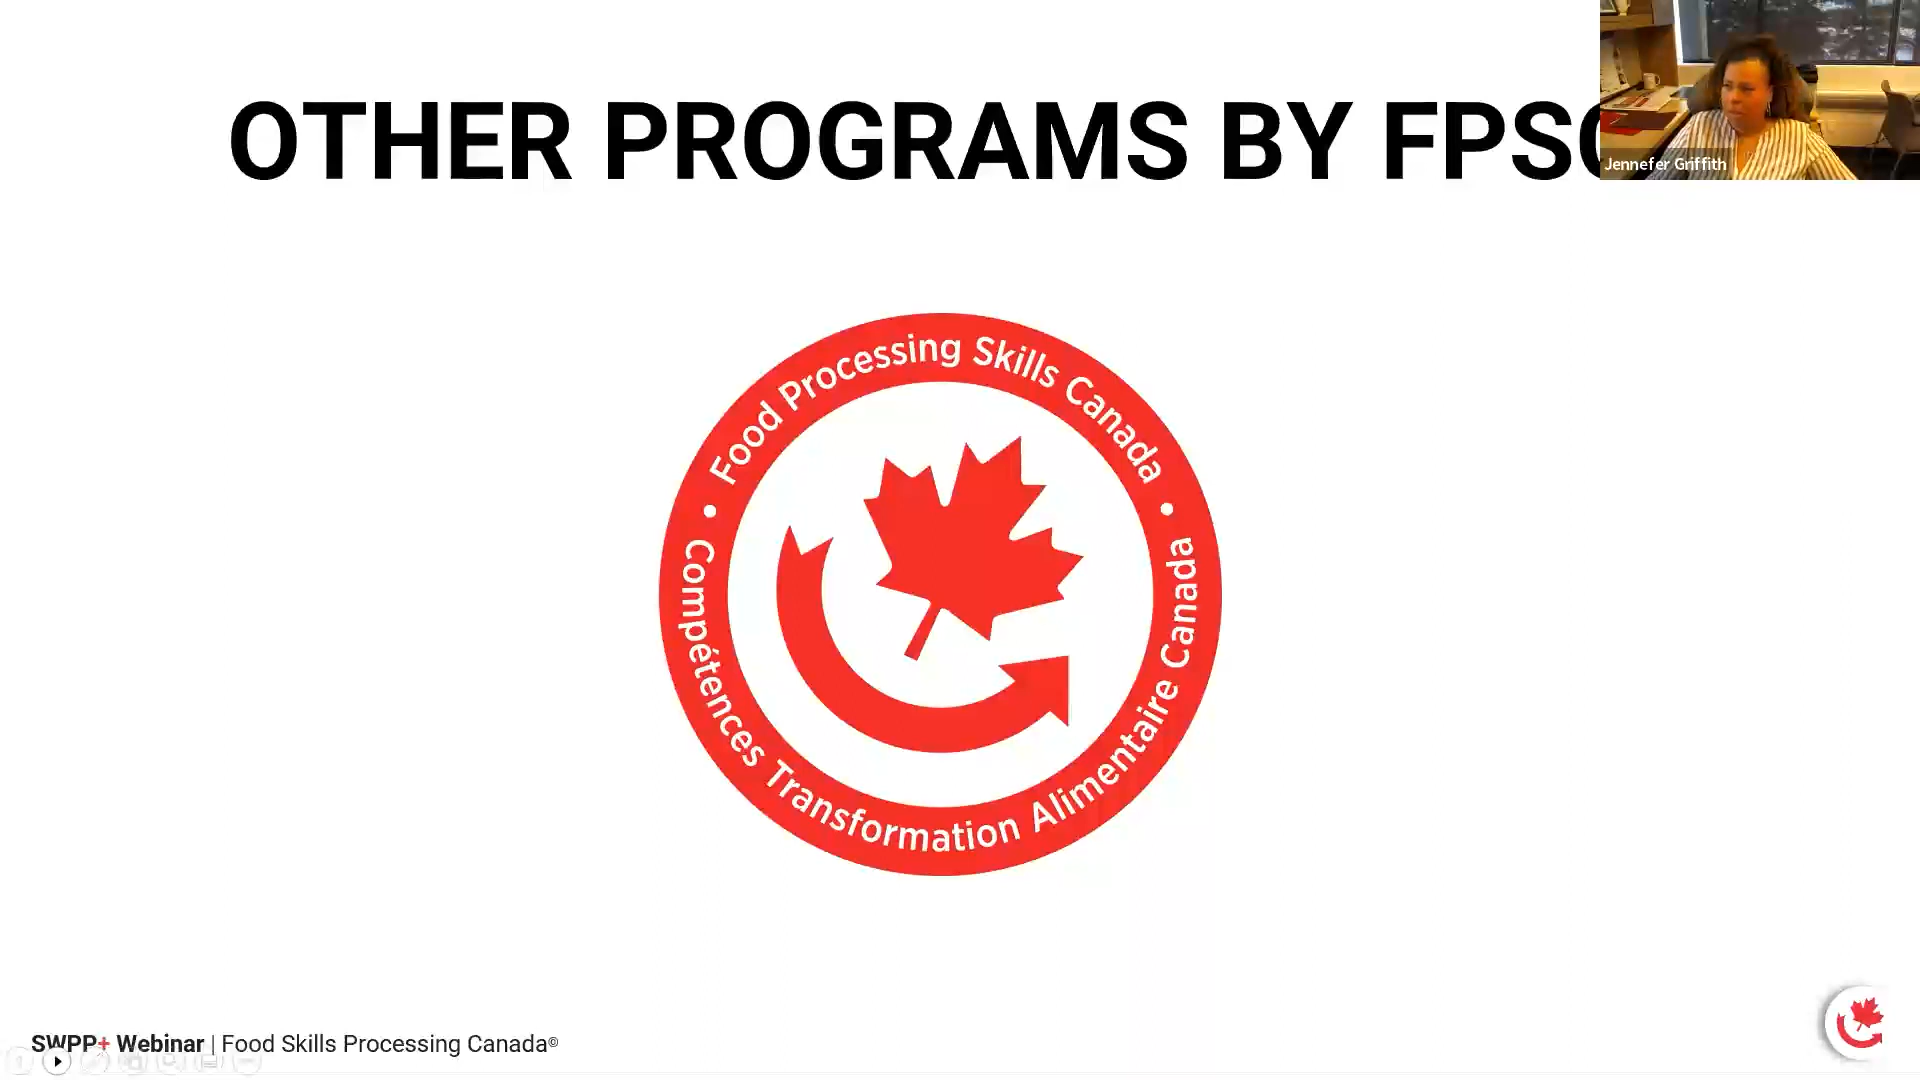 OTHER PROGRAMS BY FPSC
Jennefer Griffith
Food Processing Skills Canada
Compétences Transformation Alimentaire Canada
SWPP+ Webinar | Food Skills Processing Canada©